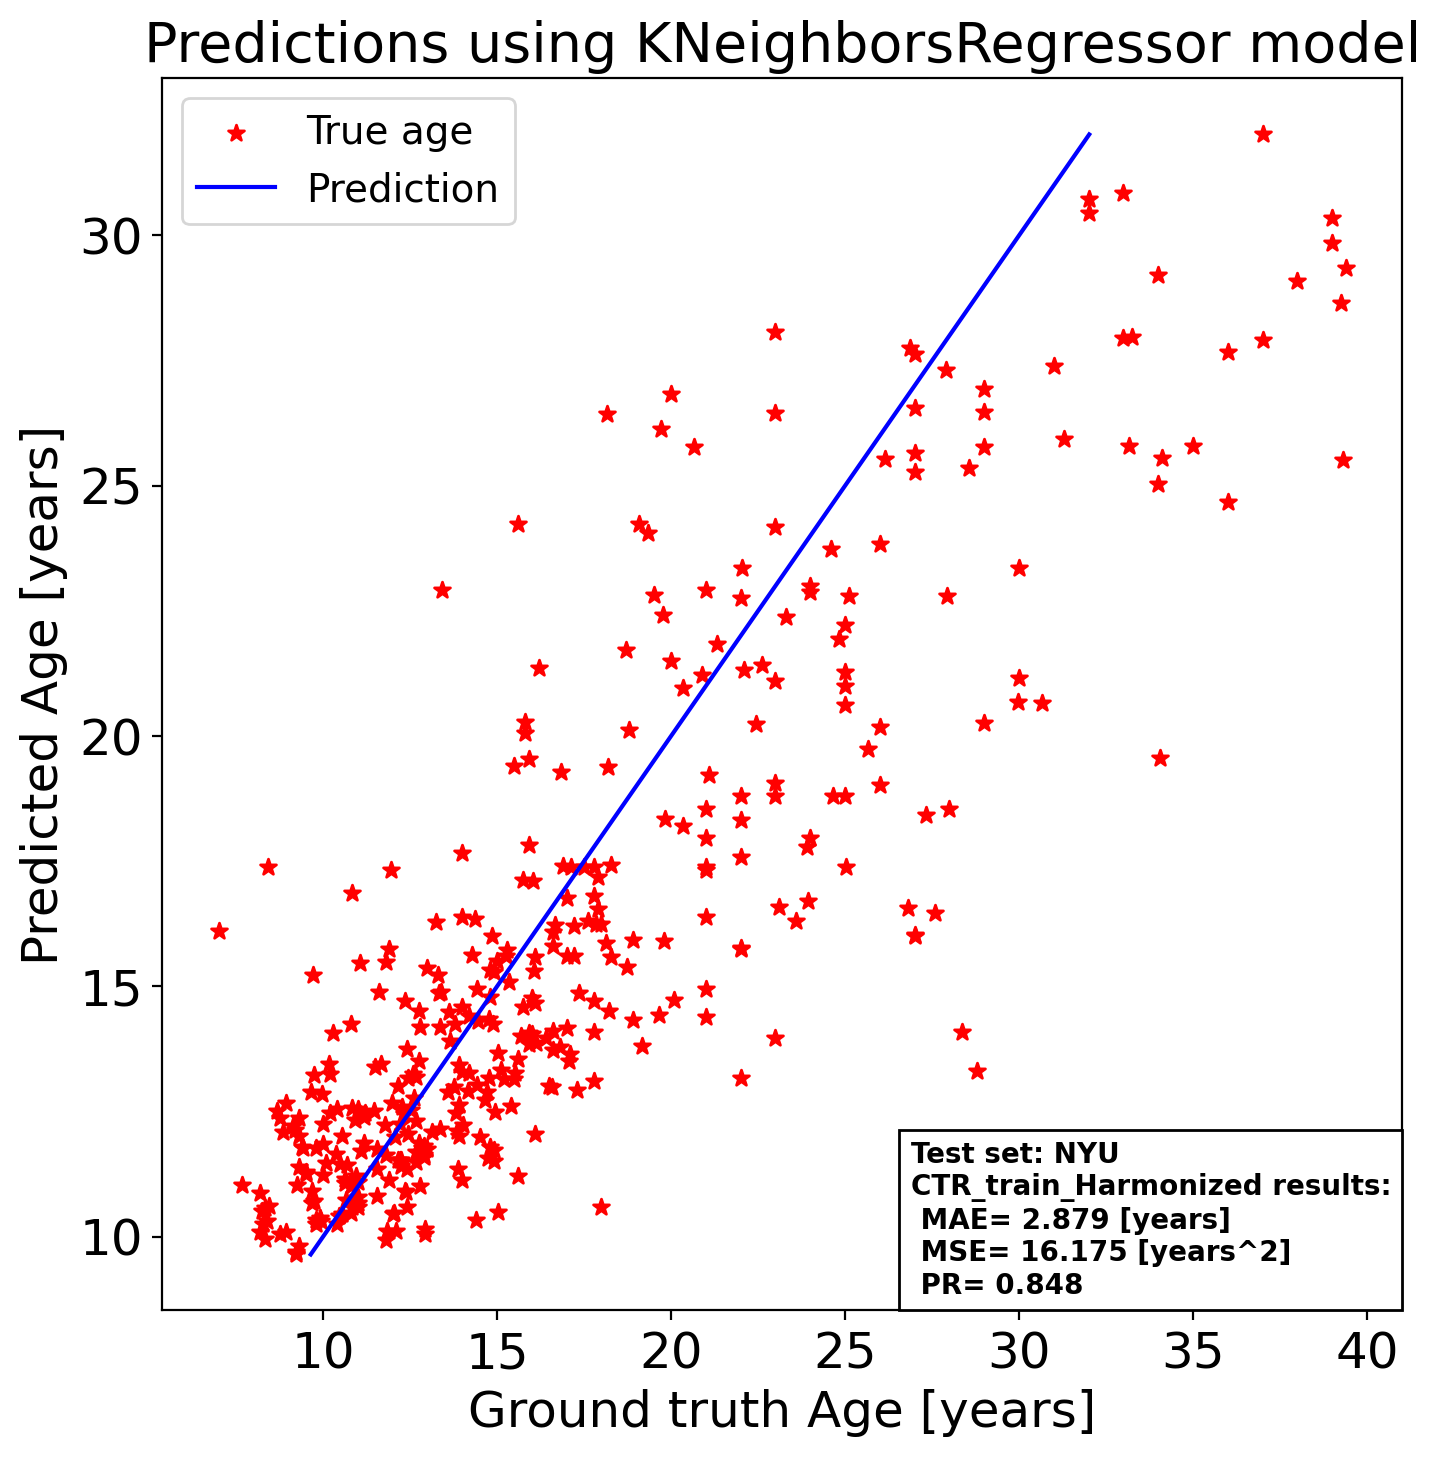 Predictions using KNeighborsRegressor model
True age
Prediction
30
25
20
15
10
Predicted Age [years]
Test set: NYU
CTR_train_Harmonized results:
MAE= 2.879 [years]
MSE= 16.175 [years^2]
PR= 0.848
10 15 20 25 30 35 40
Ground truth Age [years]